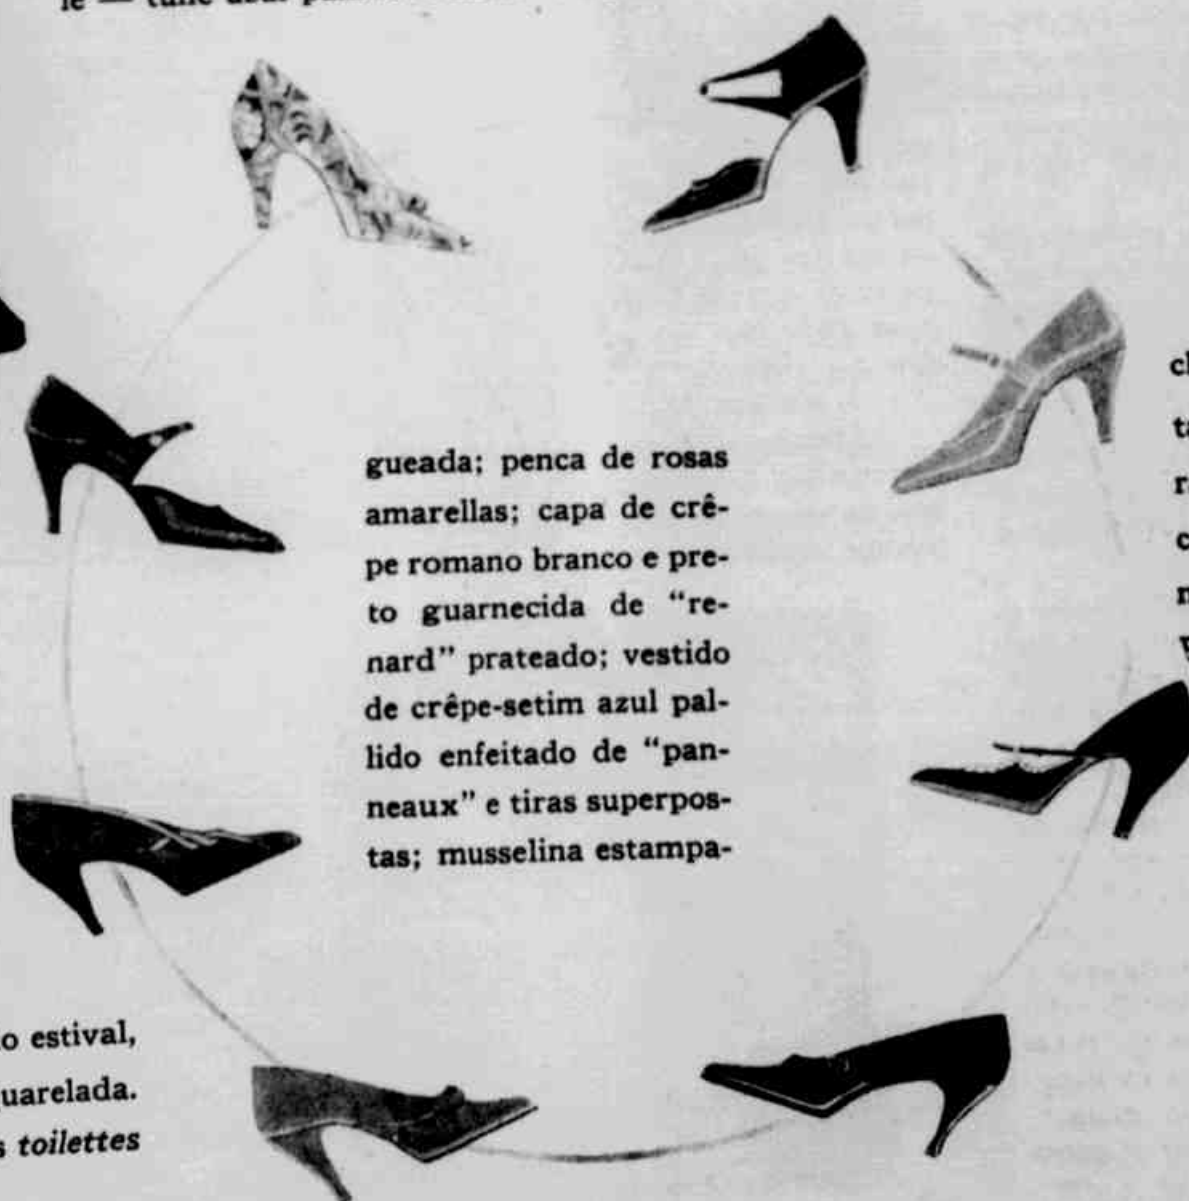 gueada; penca de rosas
amarellas; capa de crê-
pe romano branco e pre-
to guarnecida de "re-
nard" prateado; vestido
de crêpe-setim azul pal-
lido enfeitado de "pan-
neaux" e tiras superpos-
tas; musselina estampa-
o estival,
uarelada.
s toilettes